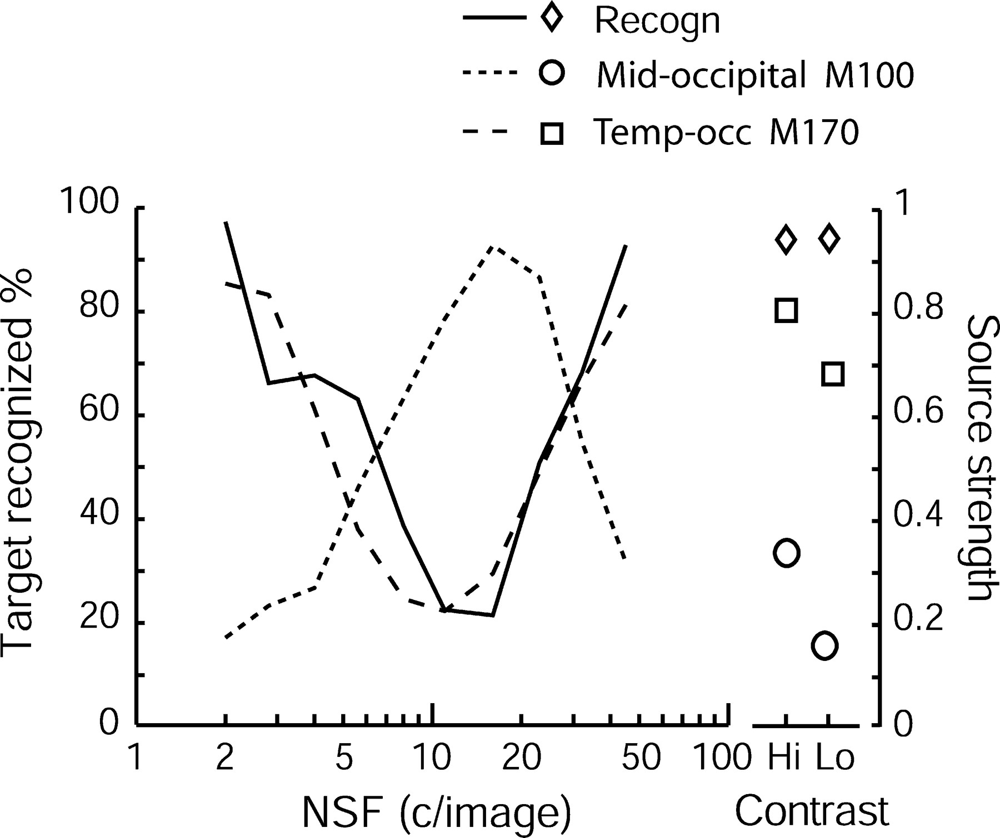 Recogn
Mid-occipital M100
Temp-occ M170
100
80
60
40
20
0
Target recognized %
1
0.8
0.6
0.4
0.2
0
Source strength
1 2 5 10 20 50 100 Hi Lo
NSF (c/image) Contrast